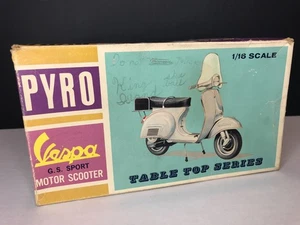 PYRO
1/16 SCALE
Vespa
G.S. SPORT
MOTOR SCOOTER
TABLE TOP SERIES